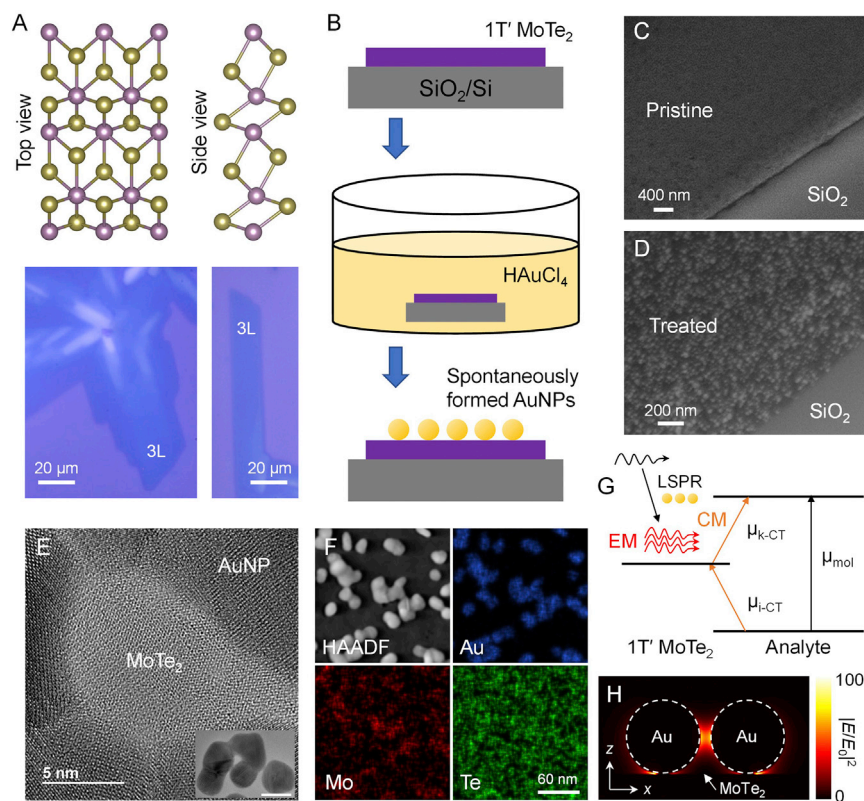 A
Top view
Side view
3L
3L
20 μm
20 μm
B
1T′ MoTe₂
SiO₂/Si
HAuCl₄
Spontaneously
formed AuNPs
C
Pristine
400 nm
SiO₂
D
Treated
200 nm
SiO₂
E
AuNP
MoTe₂
5 nm
F
HAADF
Au
Mo
Te
60 nm
G
LSPR
EM
CM
μk-CT
μmol
μi-CT
1T′ MoTe₂
Analyte
H
100
Au
Au
|E/E₀|²
z
x
MoTe₂
0